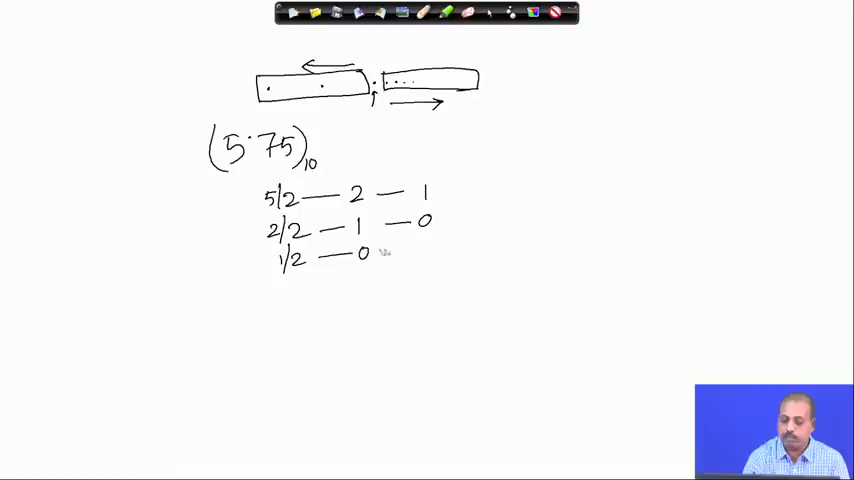 (5.75)10
5/2 — 2 — 1
2/2 — 1 — 0
1/2 — 0